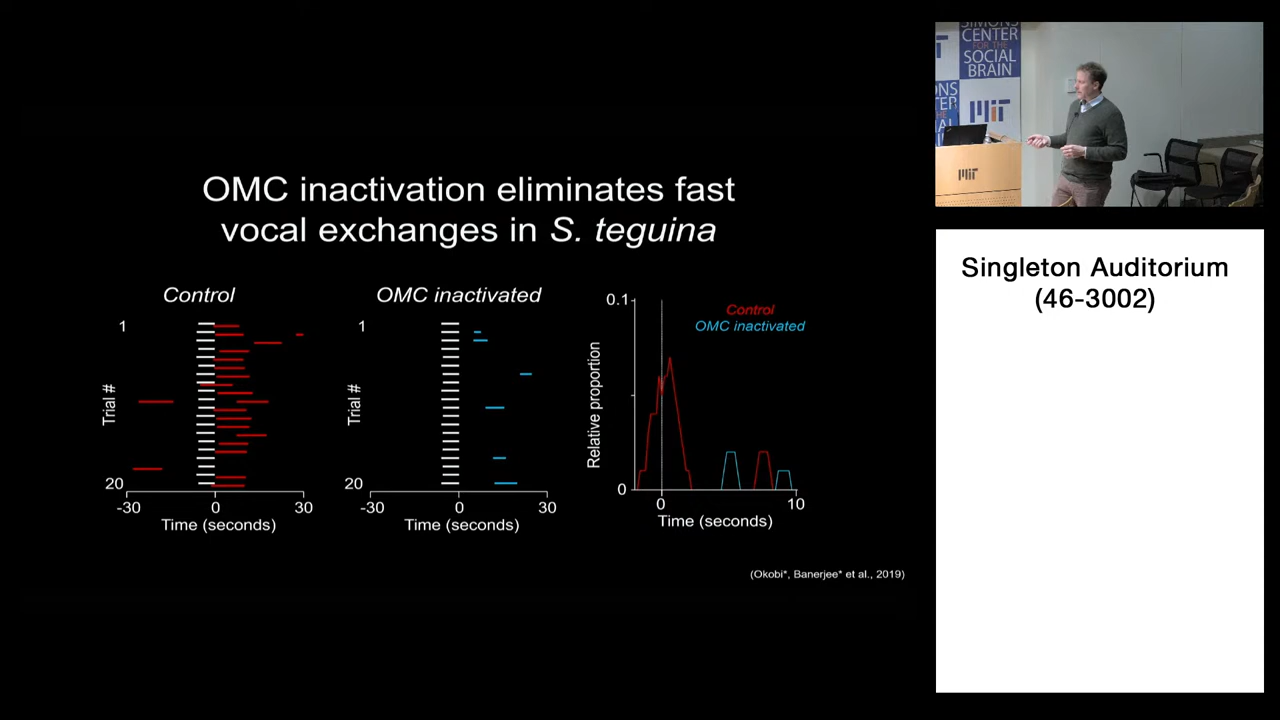 OMC inactivation eliminates fast
vocal exchanges in S. teguina
Control
1
Trial #
20
-30
0
30
Time (seconds)
OMC inactivated
1
Trial #
20
-30
0
30
Time (seconds)
0.1
Control
OMC inactivated
Relative proportion
0
0
10
Time (seconds)
(Okobi*, Banerjee* et al., 2019)
SIMONS
CENTER
FOR THE
SOCIAL
BRAIN
MIT
MIT
Singleton Auditorium
(46-3002)